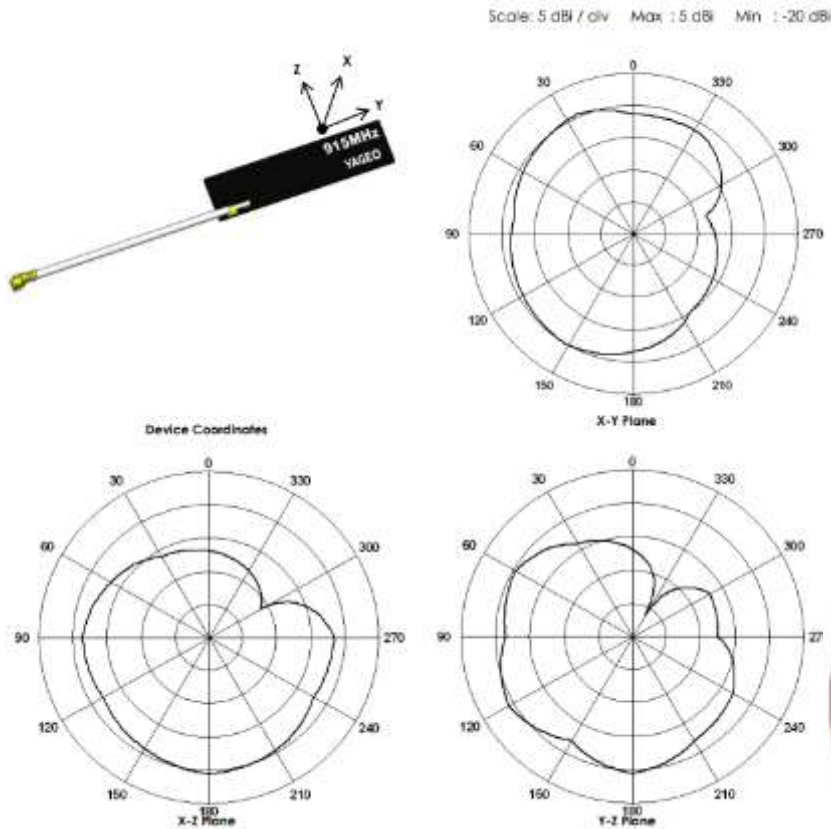 Scale: 5 dBi / div Max : 5 dBi Min : -20 dBi
Z X Y
915MHz
YAGEO
0
30 330
60 300
90 270
120 240
150 210
180
X-Y Plane
Device Coordinates
0
30 330
60 300
90 270
120 240
150 210
180
X-Z Plane
0
30 330
60 300
90 27
120 240
150 210
180
Y-Z Plane